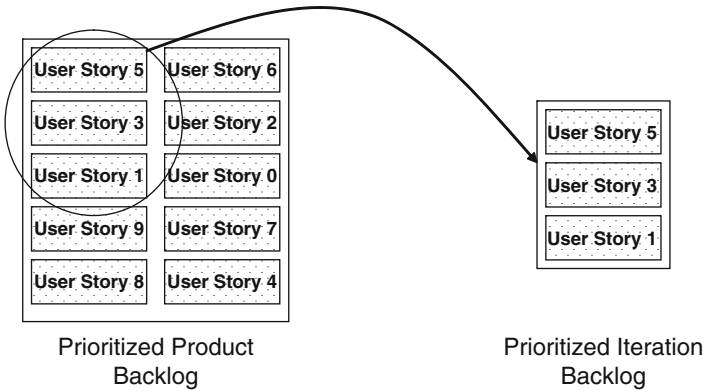 User Story 5 User Story 6
User Story 3 User Story 2
User Story 1 User Story 0
User Story 9 User Story 7
User Story 8 User Story 4
Prioritized Product
Backlog
User Story 5
User Story 3
User Story 1
Prioritized Iteration
Backlog